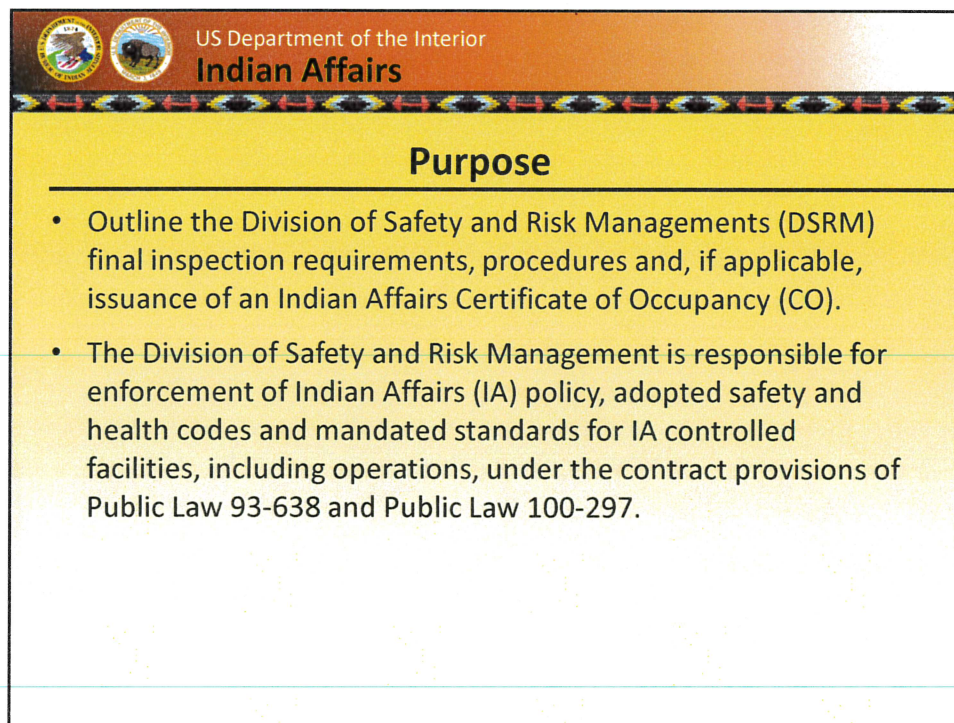 US Department of the Interior
Indian Affairs
Purpose
• Outline the Division of Safety and Risk Managements (DSRM)
final inspection requirements, procedures and, if applicable,
issuance of an Indian Affairs Certificate of Occupancy (CO).
• The Division of Safety and Risk Management is responsible for
enforcement of Indian Affairs (IA) policy, adopted safety and
health codes and mandated standards for IA controlled
facilities, including operations, under the contract provisions of
Public Law 93-638 and Public Law 100-297.